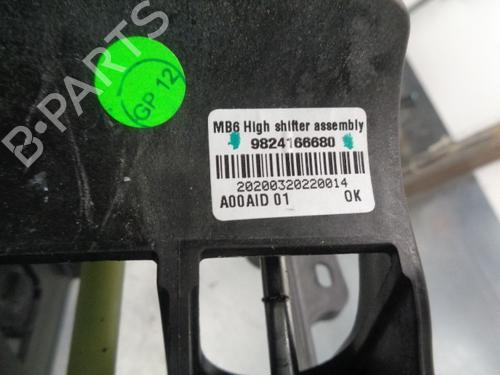 B-PARTS
GP 12
MB6 High shifter assembly
9824166680
20200320220014
A00AID 01 OK